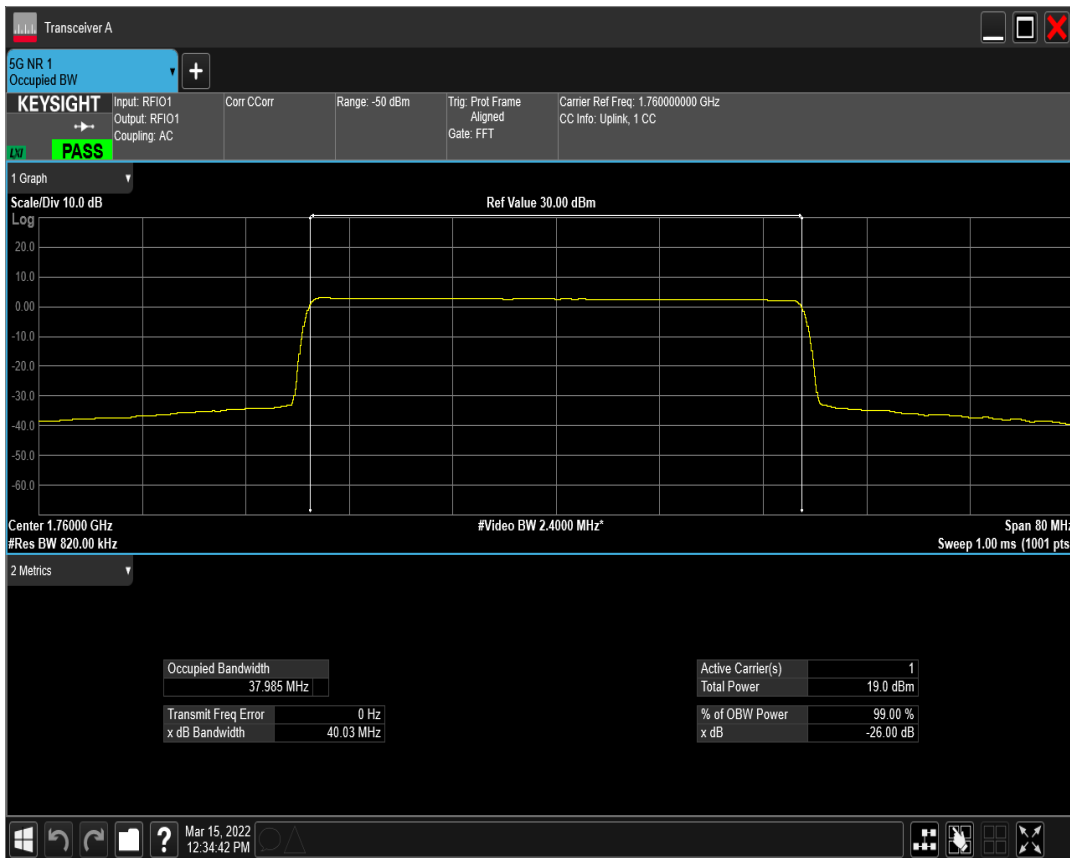 Transceiver A
5G NR 1
Occupied BW
+
KEYSIGHT
LXI
PASS
Input: RFIO1
Output: RFIO1
Coupling: AC
Corr CCorr
Range: -50 dBm
Trig: Prot Frame
Aligned
Gate: FFT
Carrier Ref Freq: 1.760000000 GHz
CC Info: Uplink, 1 CC
1 Graph
Scale/Div 10.0 dB
Ref Value 30.00 dBm
Log
20.0
10.0
0.00
-10.0
-20.0
-30.0
-40.0
-50.0
-60.0
Center 1.76000 GHz
#Video BW 2.4000 MHz*
Span 80 MHz
#Res BW 820.00 kHz
Sweep 1.00 ms (1001 pts
2 Metrics
Occupied Bandwidth
37.985 MHz
Transmit Freq Error 0 Hz
x dB Bandwidth 40.03 MHz
Active Carrier(s) 1
Total Power 19.0 dBm
% of OBW Power 99.00 %
x dB -26.00 dB
?
Mar 15, 2022
12:34:42 PM